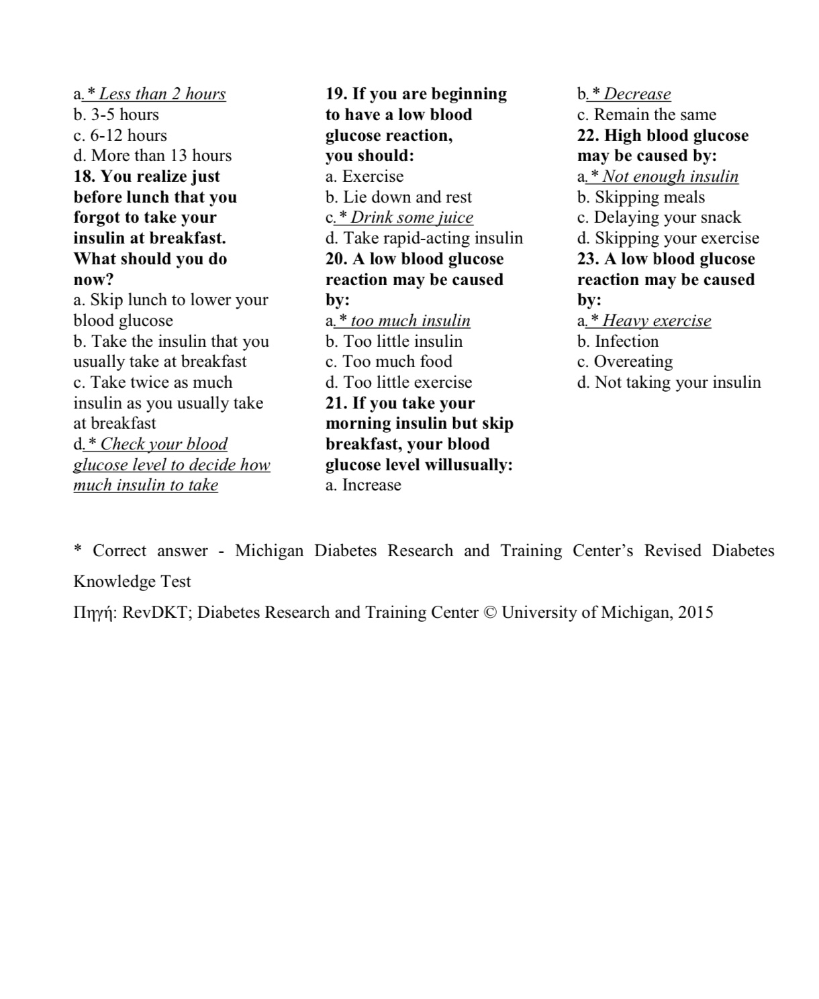 a.* Less than 2 hours
b. 3-5 hours
c. 6-12 hours
d. More than 13 hours
18. You realize just
before lunch that you
forgot to take your
insulin at breakfast.
What should you do
now?
a. Skip lunch to lower your
blood glucose
b. Take the insulin that you
usually take at breakfast
c. Take twice as much
insulin as you usually take
at breakfast
d.* Check your blood
glucose level to decide how
much insulin to take
19. If you are beginning
to have a low blood
glucose reaction,
you should:
a. Exercise
b. Lie down and rest
c.* Drink some juice
d. Take rapid-acting insulin
20. A low blood glucose
reaction may be caused
by:
a.* too much insulin
b. Too little insulin
c. Too much food
d. Too little exercise
21. If you take your
morning insulin but skip
breakfast, your blood
glucose level willusually:
a. Increase
b.* Decrease
c. Remain the same
22. High blood glucose
may be caused by:
a.* Not enough insulin
b. Skipping meals
c. Delaying your snack
d. Skipping your exercise
23. A low blood glucose
reaction may be caused
by:
a.* Heavy exercise
b. Infection
c. Overeating
d. Not taking your insulin
* Correct answer - Michigan Diabetes Research and Training Center’s Revised Diabetes
Knowledge Test
Πηγή: RevDKT; Diabetes Research and Training Center © University of Michigan, 2015